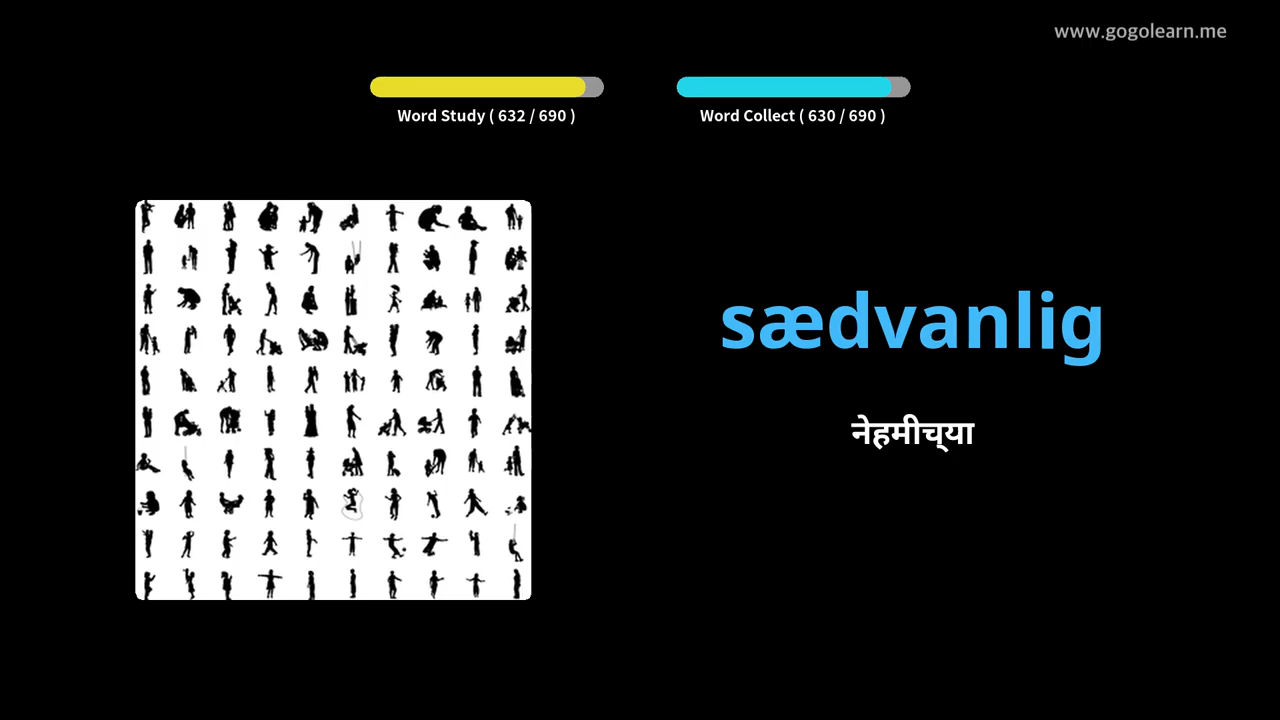 www.gogolearn.me
Word Study ( 632 / 690 )
Word Collect ( 630 / 690 )
sædvanlig
नेहमीच्या